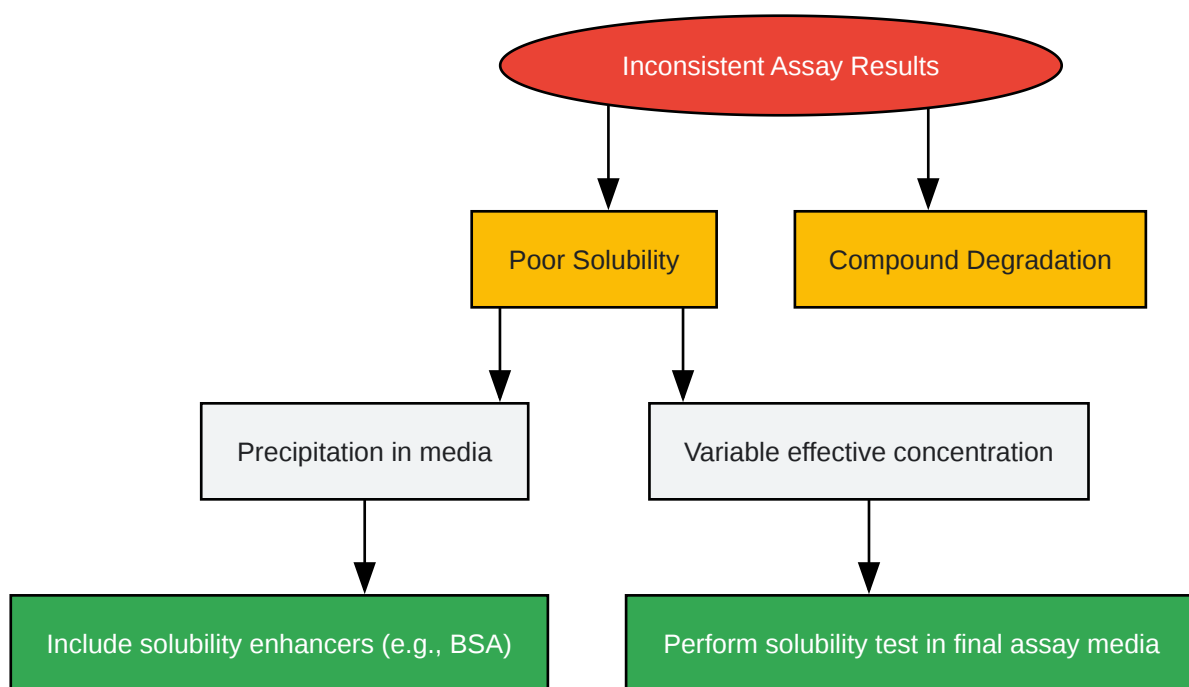 Inconsistent Assay Results
Poor Solubility
Compound Degradation
Precipitation in media
Variable effective concentration
Include solubility enhancers (e.g., BSA)
Perform solubility test in final assay media